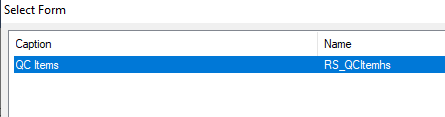 Select Form
Caption Name
QC Items RS_QCItemhs